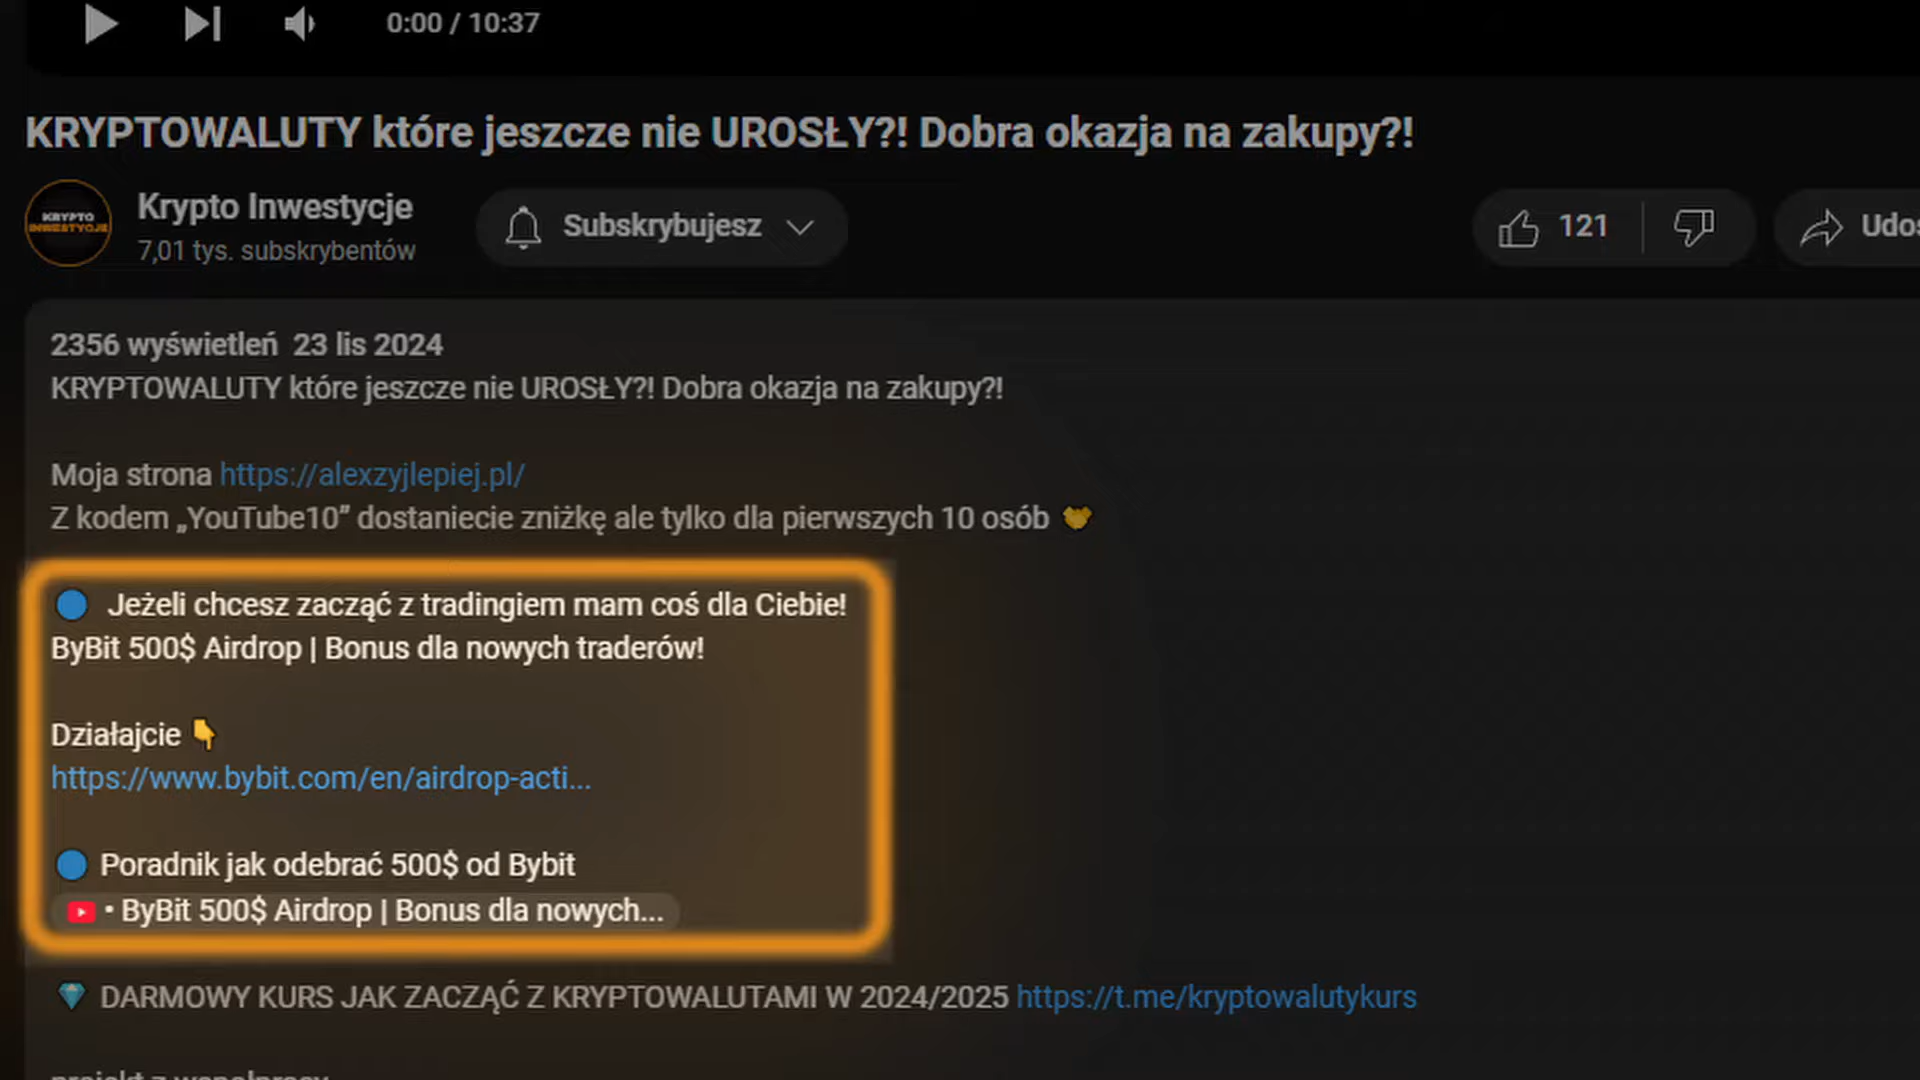 0:00 / 10:37
KRYPTOWALUTY które jeszcze nie UROSŁY?! Dobra okazja na zakupy?!
KRYPTO
INWESTYCJE
Krypto Inwestycje
7,01 tys. subskrybentów
Subskrybujesz
121
Udos
2356 wyświetleń 23 lis 2024
KRYPTOWALUTY które jeszcze nie UROSŁY?! Dobra okazja na zakupy?!
Moja strona https://alexzyjlepiej.pl/
Z kodem „YouTube10” dostaniecie zniżkę ale tylko dla pierwszych 10 osób
Jeżeli chcesz zacząć z tradingiem mam coś dla Ciebie!
ByBit 500$ Airdrop | Bonus dla nowych traderów!
Działajcie
https://www.bybit.com/en/airdrop-acti...
Poradnik jak odebrać 500$ od Bybit
• ByBit 500$ Airdrop | Bonus dla nowych...
DARMOWY KURS JAK ZACZĄĆ Z KRYPTOWALUTAMI W 2024/2025 https://t.me/kryptowalutykurs